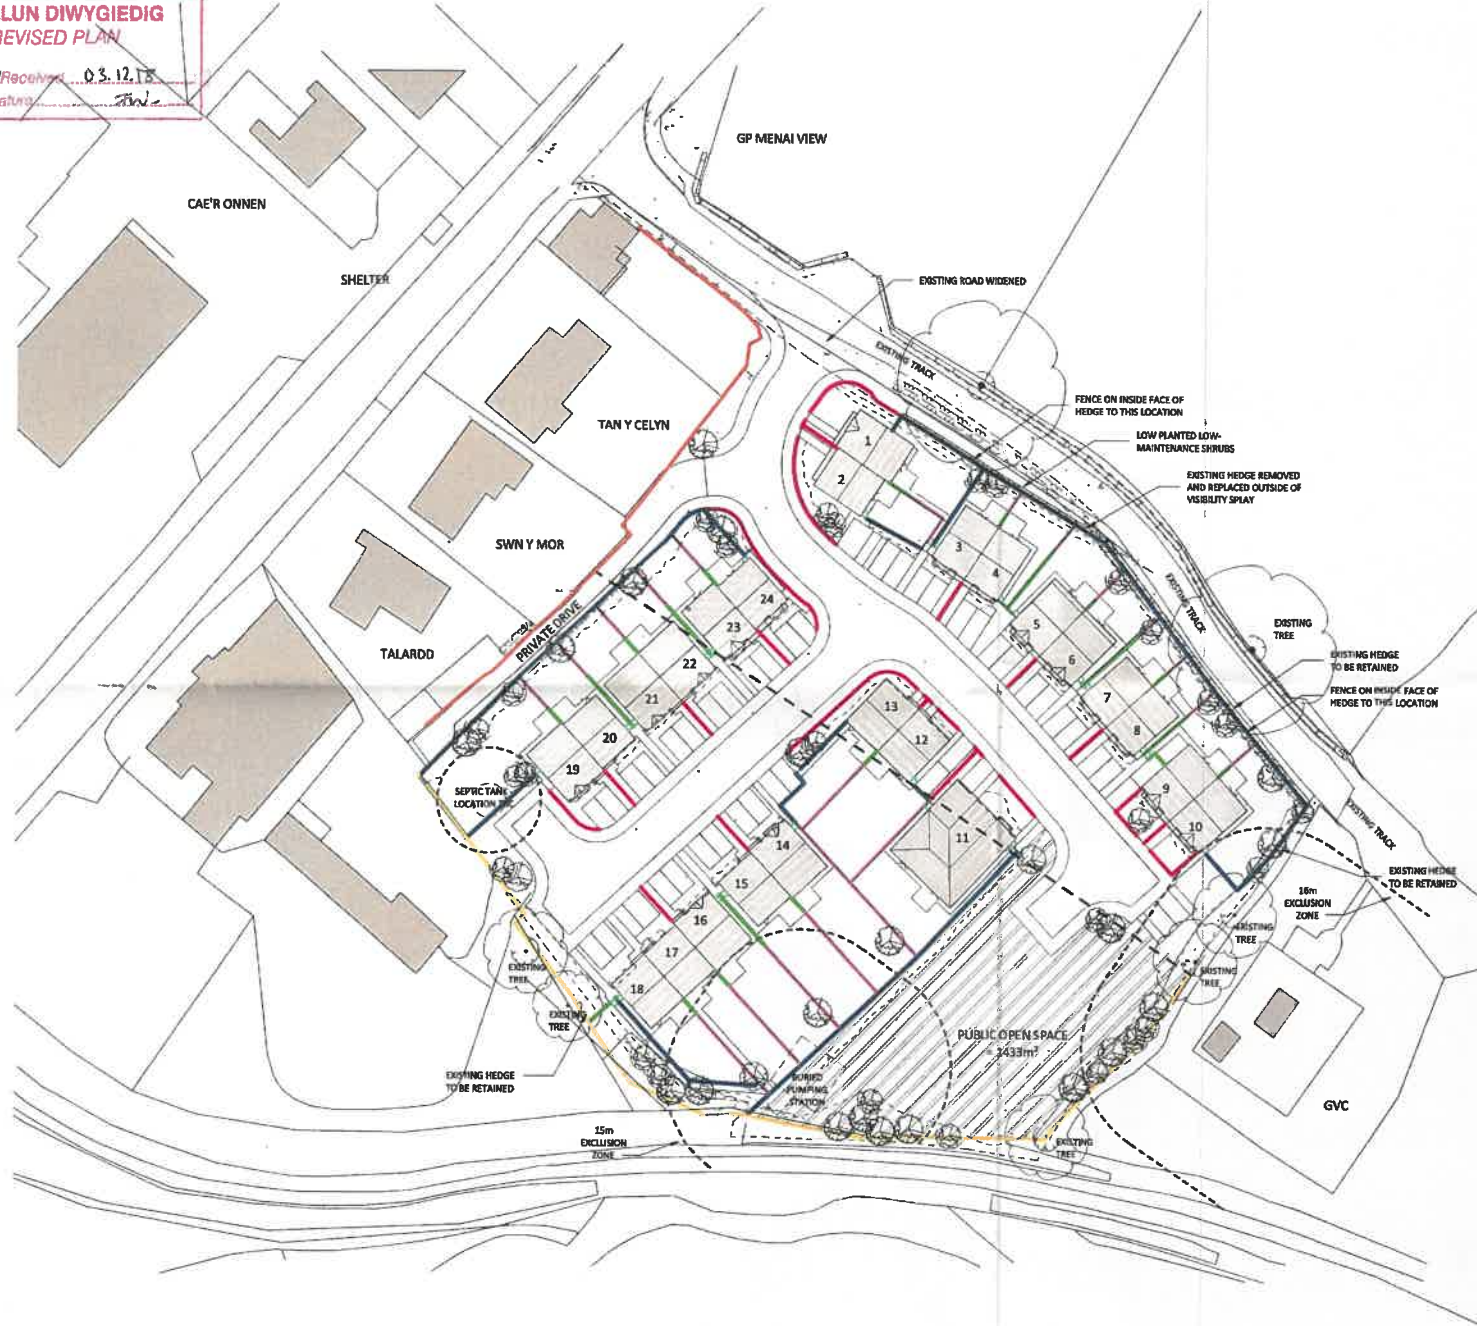 LUN DIWYGIEDIG
REVISED PLAN
Received 03.12.15
GP MENAI VIEW
CAE'R ONNEN
SHELTER
EXISTING ROAD WIDENED
EXISTING TRACK
FENCE ON INSIDE FACE OF
HEDGE TO THIS LOCATION
LOW PLANTED LOW-
MAINTENANCE SHRUBS
EXISTING HEDGE REMOVED
AND REPLACED OUTSIDE OF
VISIBILITY SPLAY
TAN Y CELYN
SWN Y MOR
TALARDD
PRIVATE DRIVE
EXISTING TRACK
EXISTING
TREE
EXISTING HEDGE
TO BE RETAINED
FENCE ON INSIDE FACE OF
HEDGE TO THIS LOCATION
1
2
3
4
5
6
7
8
9
10
11
12
13
14
15
16
17
18
19
20
21
22
23
24
SEPTIC TANK
LOCATION
EXISTING TRACK
EXISTING HEDGE
TO BE RETAINED
16m
EXCLUSION
ZONE
EXISTING
TREE
EXISTING
TREE
EXISTING
TREE
EXISTING
TREE
PUBLIC OPEN SPACE
= 1433m²
EXISTING HEDGE
TO BE RETAINED
BURIED
PUMPING
STATION
15m
EXCLUSION
ZONE
EXISTING
TREE
GVC